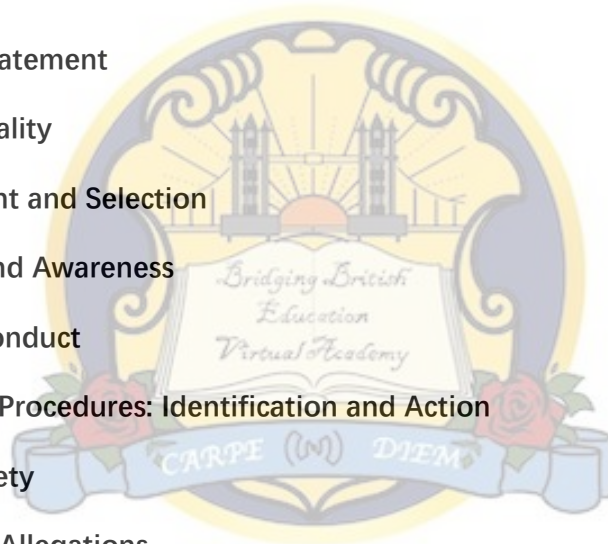 atement
ality
nt and Selection
nd Awareness
Bridging British
Education
Virtual Academy
onduct
Procedures: Identification and Action
CARPE (W) DIEM
ety
Allegations